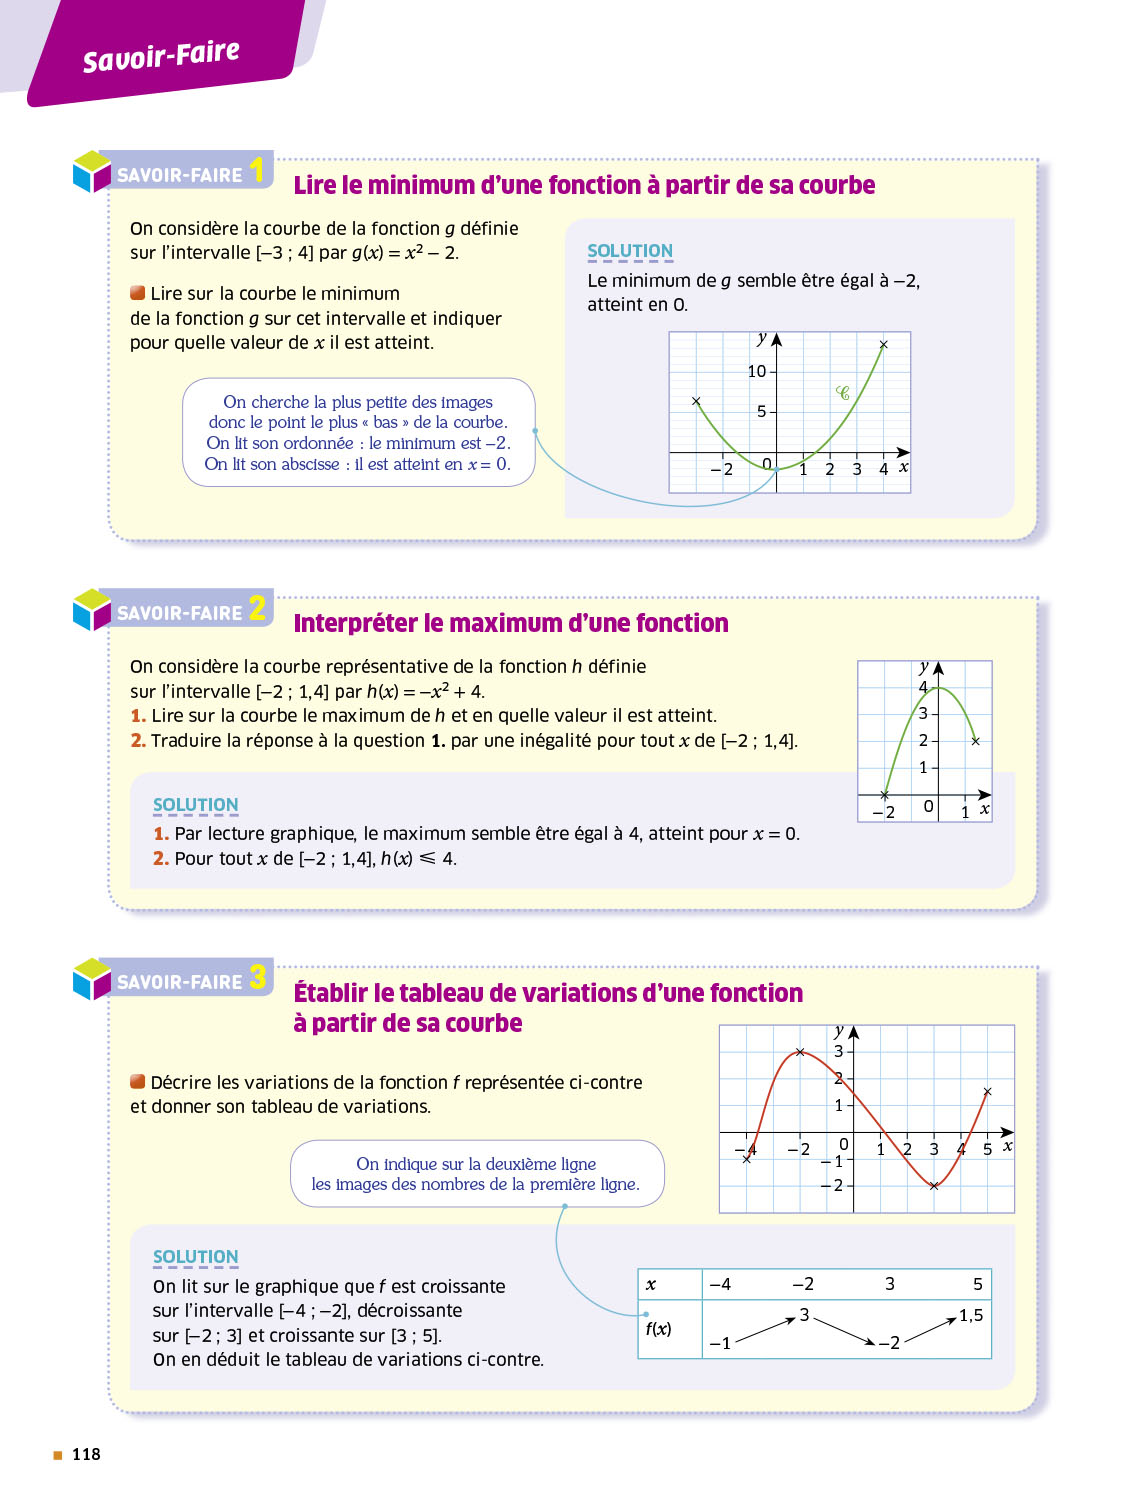 Savoir-Faire
SAVOIR-FAIRE 1
Lire le minimum d'une fonction à partir de sa courbe
On considère la courbe de la fonction g définie
sur l'intervalle [−3 ; 4] par g(x) = x² − 2.
Lire sur la courbe le minimum
de la fonction g sur cet intervalle et indiquer
pour quelle valeur de x il est atteint.
On cherche la plus petite des images
donc le point le plus « bas » de la courbe.
On lit son ordonnée : le minimum est −2.
On lit son abscisse : il est atteint en x = 0.
SOLUTION
Le minimum de g semble être égal à −2,
atteint en 0.
y
10
𝒞
5
−2 0 1 2 3 4 x
SAVOIR-FAIRE 2
Interpréter le maximum d'une fonction
On considère la courbe représentative de la fonction h définie
sur l'intervalle [−2 ; 1,4] par h(x) = −x² + 4.
1. Lire sur la courbe le maximum de h et en quelle valeur il est atteint.
2. Traduire la réponse à la question 1. par une inégalité pour tout x de [−2 ; 1,4].
y
4
3
2
1
−2 0 1 x
SOLUTION
1. Par lecture graphique, le maximum semble être égal à 4, atteint pour x = 0.
2. Pour tout x de [−2 ; 1,4], h(x) ⩽ 4.
SAVOIR-FAIRE 3
Établir le tableau de variations d'une fonction
à partir de sa courbe
Décrire les variations de la fonction f représentée ci-contre
et donner son tableau de variations.
On indique sur la deuxième ligne
les images des nombres de la première ligne.
y
3
2
1
−4 −2 0 1 2 3 4 5 x
−1
−2
SOLUTION
On lit sur le graphique que f est croissante
sur l'intervalle [−4 ; −2], décroissante
sur [−2 ; 3] et croissante sur [3 ; 5].
On en déduit le tableau de variations ci-contre.
x −4 −2 3 5
3 1,5
f(x)
−1 −2
118